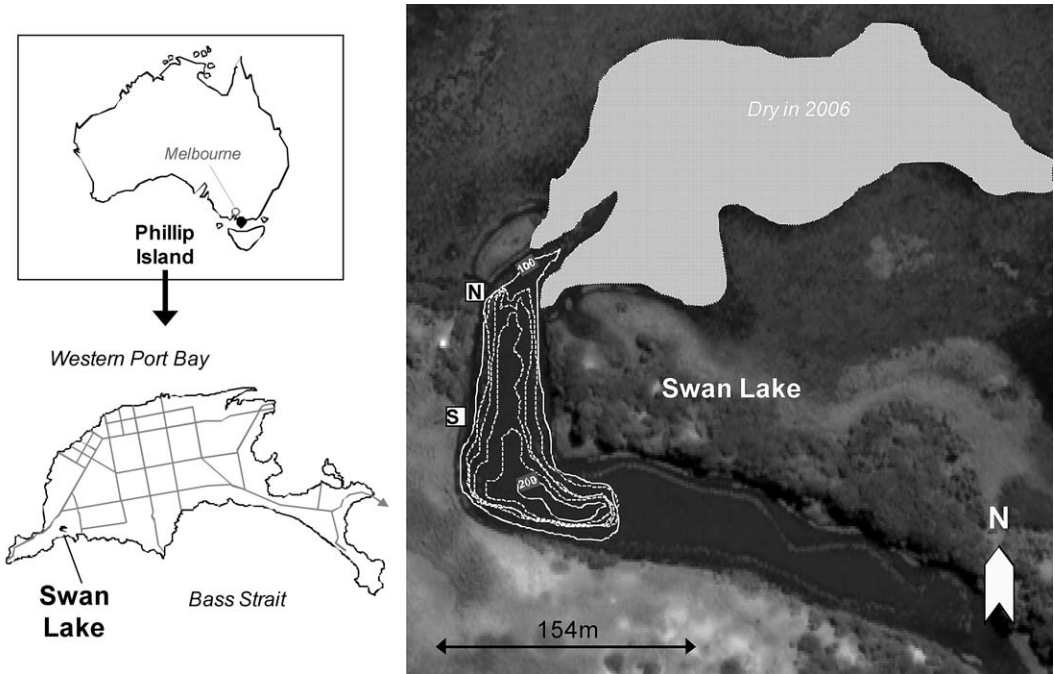 Melbourne
Phillip
Island
Western Port Bay
Swan
Lake
Bass Strait
Dry in 2006
100
N
S
Swan Lake
200
N
154m